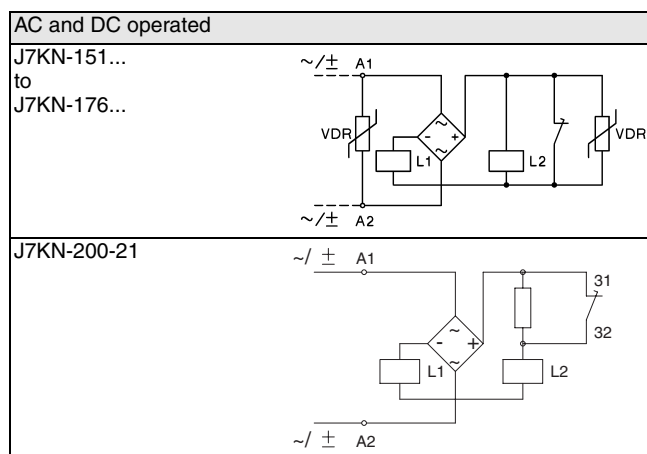 AC and DC operated
J7KN-151...
to
J7KN-176...
~/± A1
VDR
~
- +
~
L1
L2
VDR
~/± A2
J7KN-200-21
~/ ± A1
31
~
- +
32
~
L1
L2
~/ ± A2